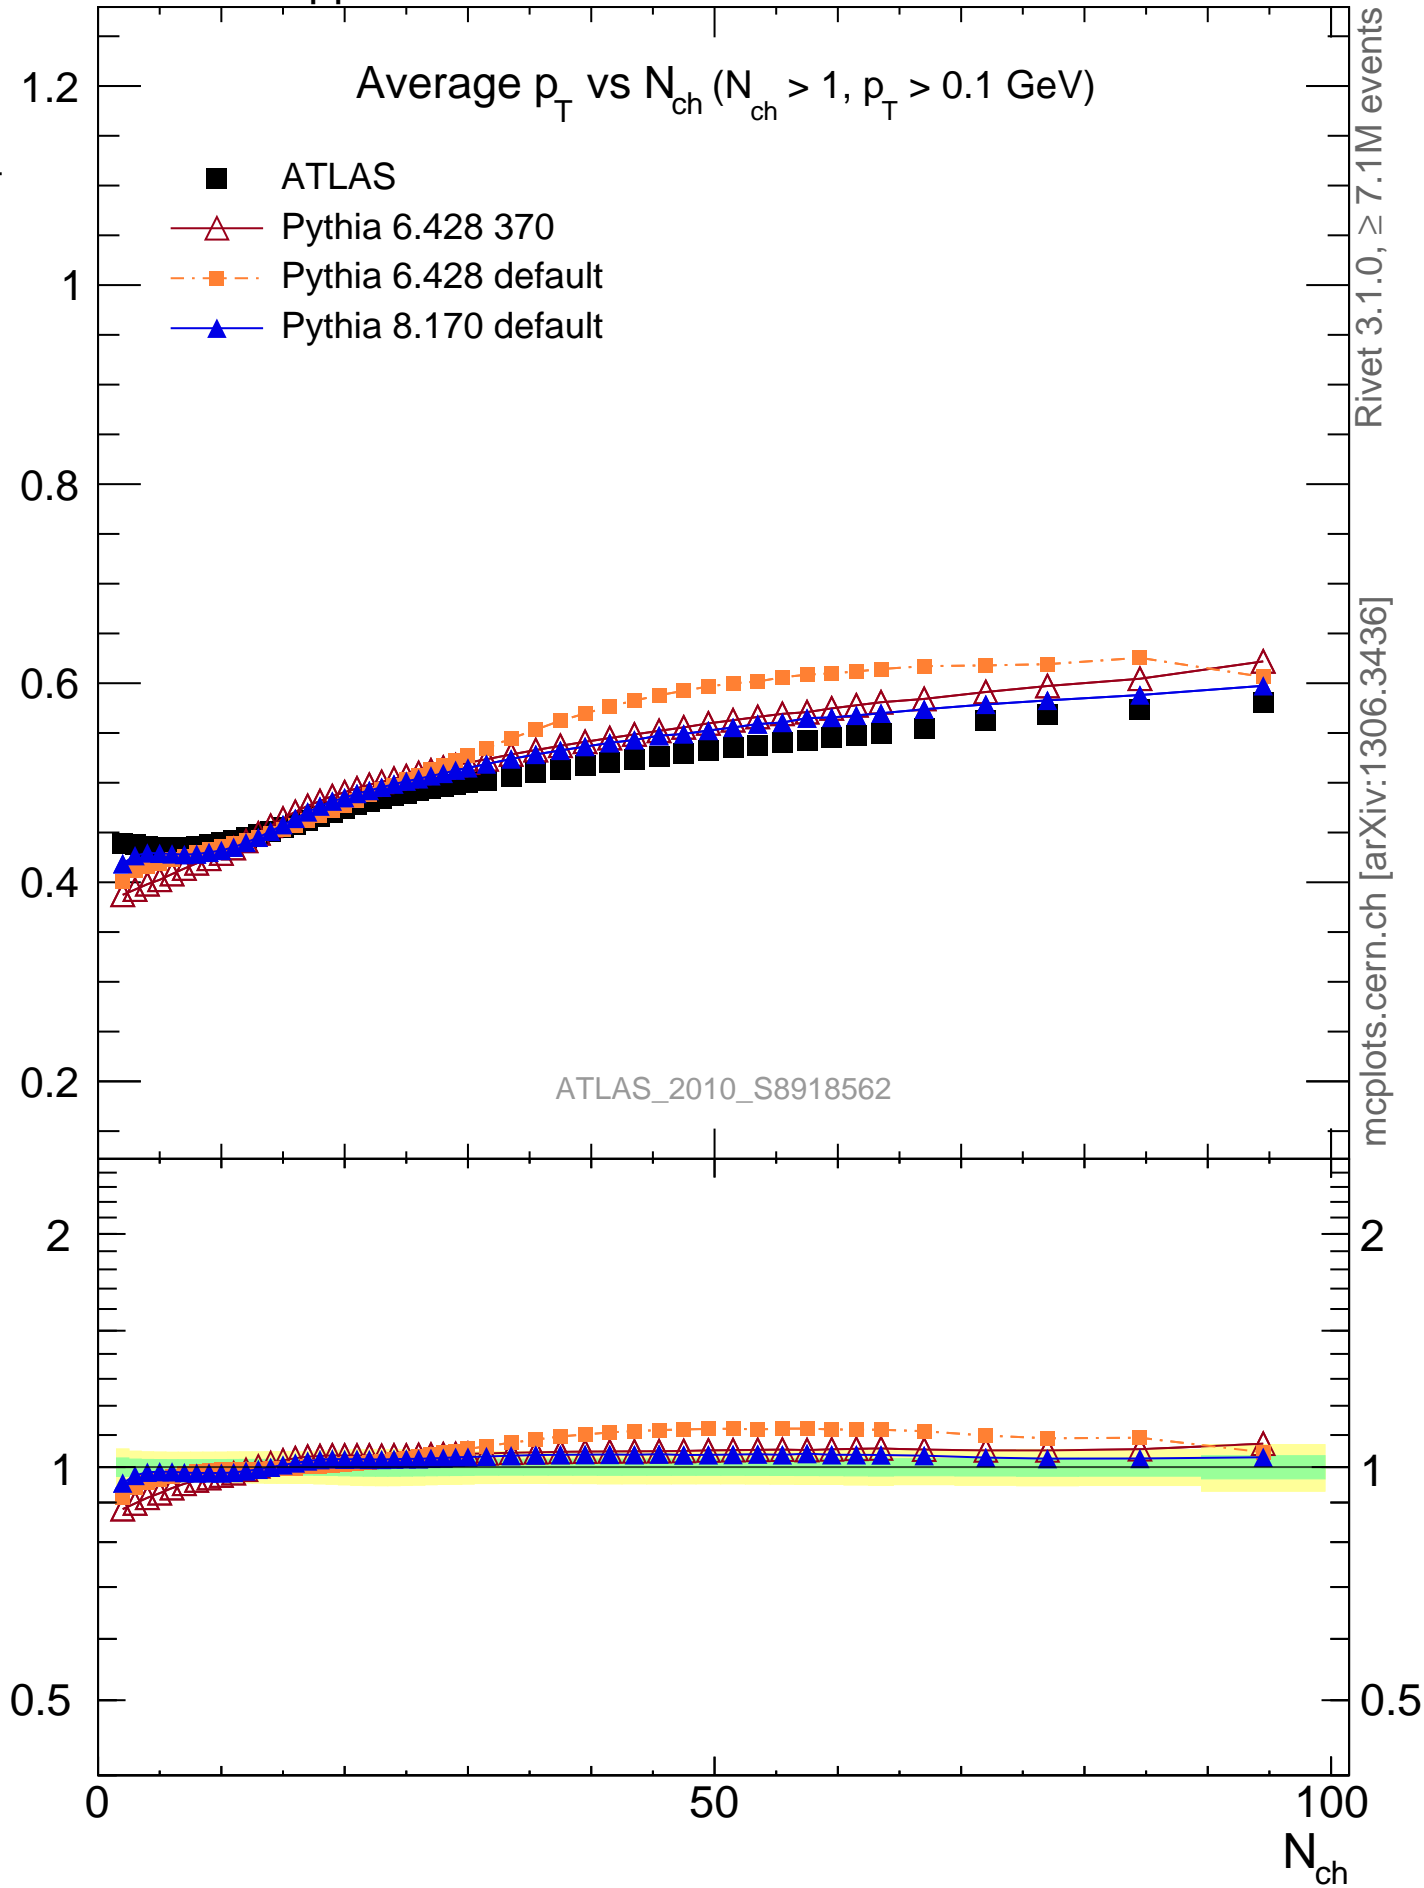 Average p_T vs N_ch (N_ch > 1, p_T > 0.1 GeV)
ATLAS
Pythia 6.428 370
Pythia 6.428 default
Pythia 8.170 default
1.2
1
0.8
0.6
0.4
0.2
ATLAS_2010_S8918562
Rivet 3.1.0, ≥ 7.1M events
mcplots.cern.ch [arXiv:1306.3436]
2
1
0.5
2
1
0.5
0
50
100
N_ch